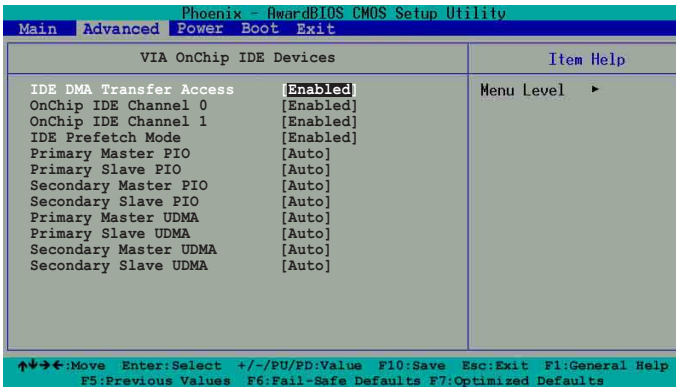 Phoenix - AwardBIOS CMOS Setup Utility
Main Advanced Power Boot Exit
VIA OnChip IDE Devices
Item Help
IDE DMA Transfer Access [Enabled]
Menu Level ►
OnChip IDE Channel 0 [Enabled]
OnChip IDE Channel 1 [Enabled]
IDE Prefetch Mode [Enabled]
Primary Master PIO [Auto]
Primary Slave PIO [Auto]
Secondary Master PIO [Auto]
Secondary Slave PIO [Auto]
Primary Master UDMA [Auto]
Primary Slave UDMA [Auto]
Secondary Master UDMA [Auto]
Secondary Slave UDMA [Auto]
↑↓→←:Move Enter:Select +/-/PU/PD:Value F10:Save Esc:Exit F1:General Help
F5:Previous Values F6:Fail-Safe Defaults F7:Optimized Defaults